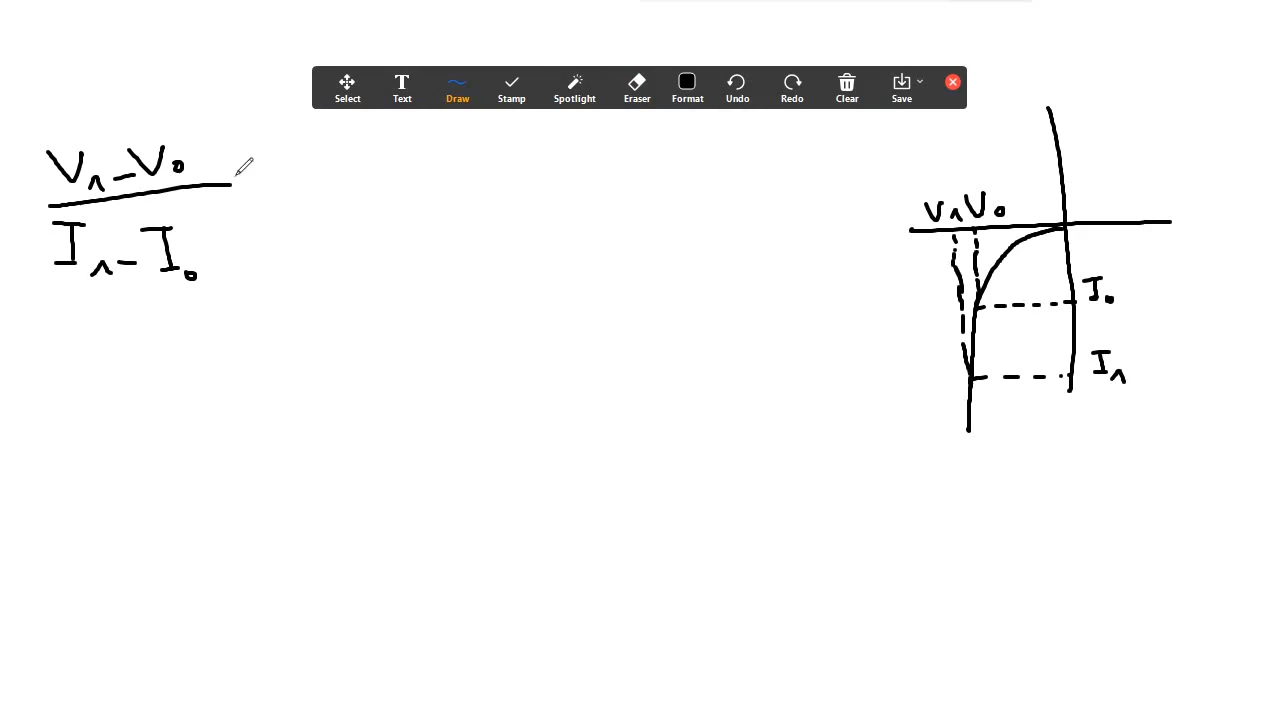 Select Text Draw Stamp Spotlight Eraser Format Undo Redo Clear Save
V₁ - V₀
I₁ - I₀
V₁ V₀
I₀
I₁